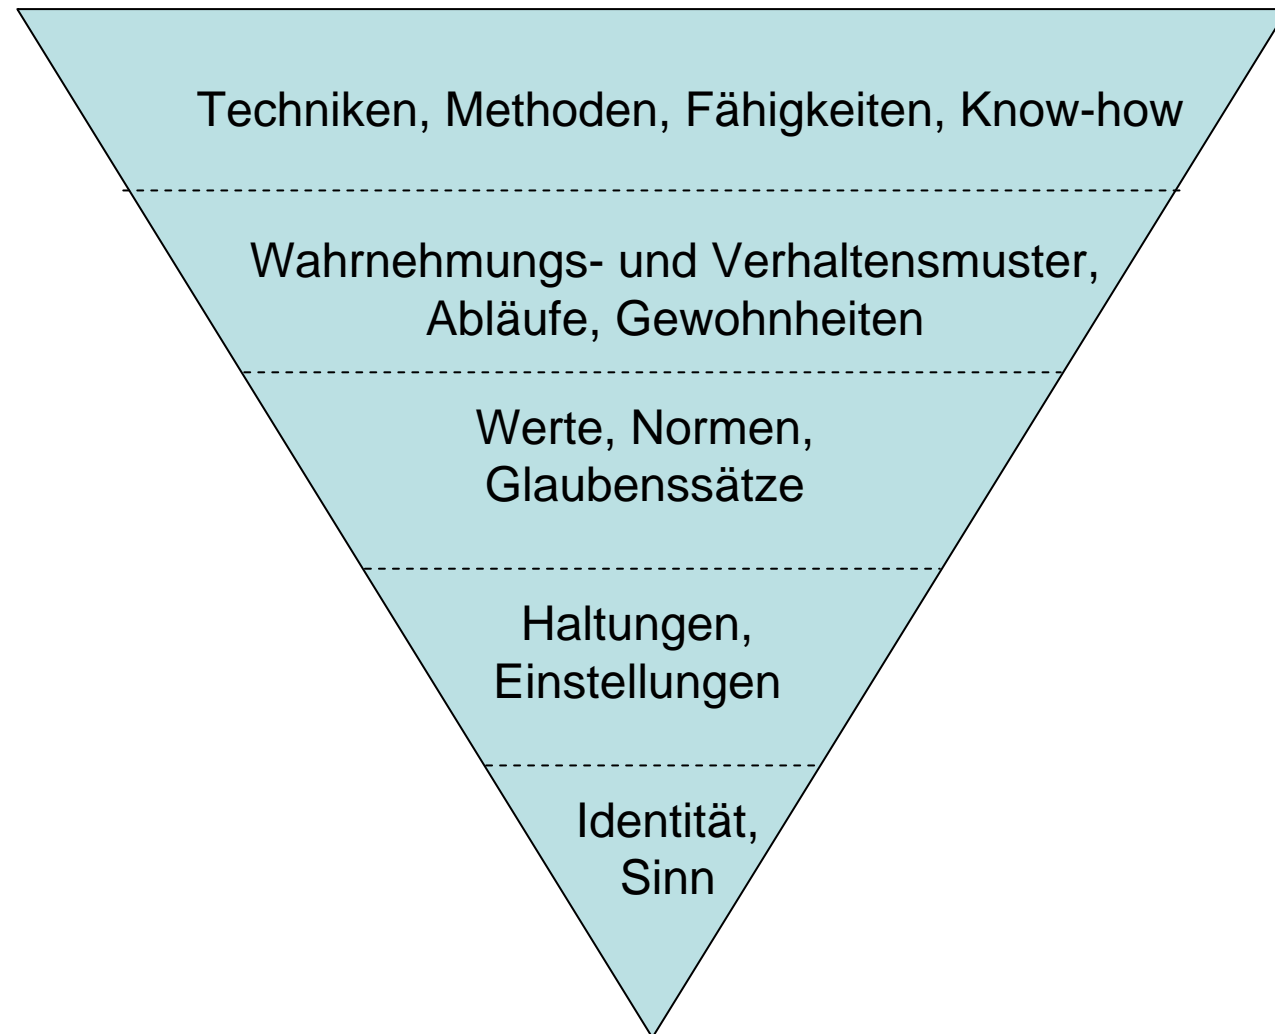 Techniken, Methoden, Fähigkeiten, Know-how
Wahrnehmungs- und Verhaltensmuster,
Abläufe, Gewohnheiten
Werte, Normen,
Glaubenssätze
Haltungen,
Einstellungen
Identität,
Sinn